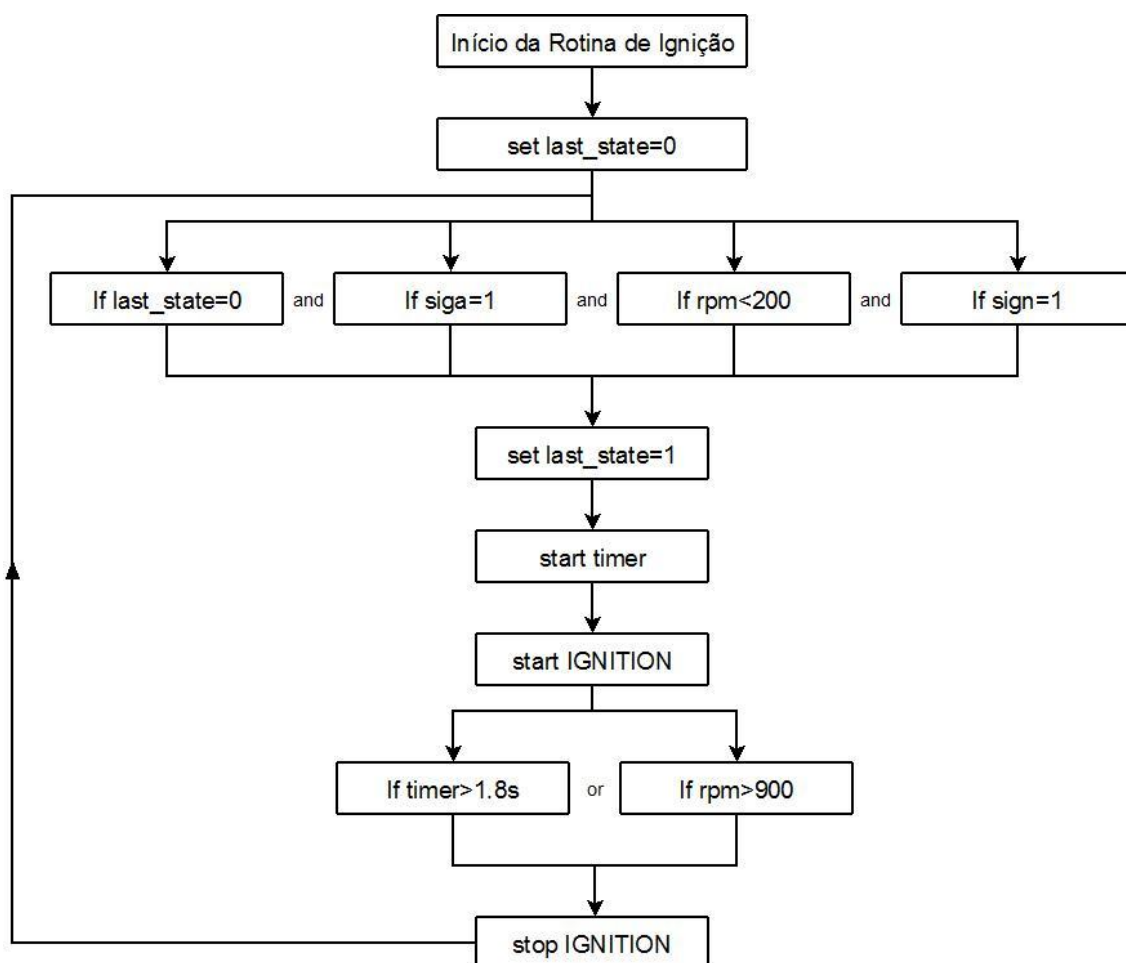 Início da Rotina de Ignição
set last_state=0
If last_state=0 and If siga=1 and If rpm<200 and If sign=1
set last_state=1
start timer
start IGNITION
If timer>1.8s or If rpm>900
stop IGNITION